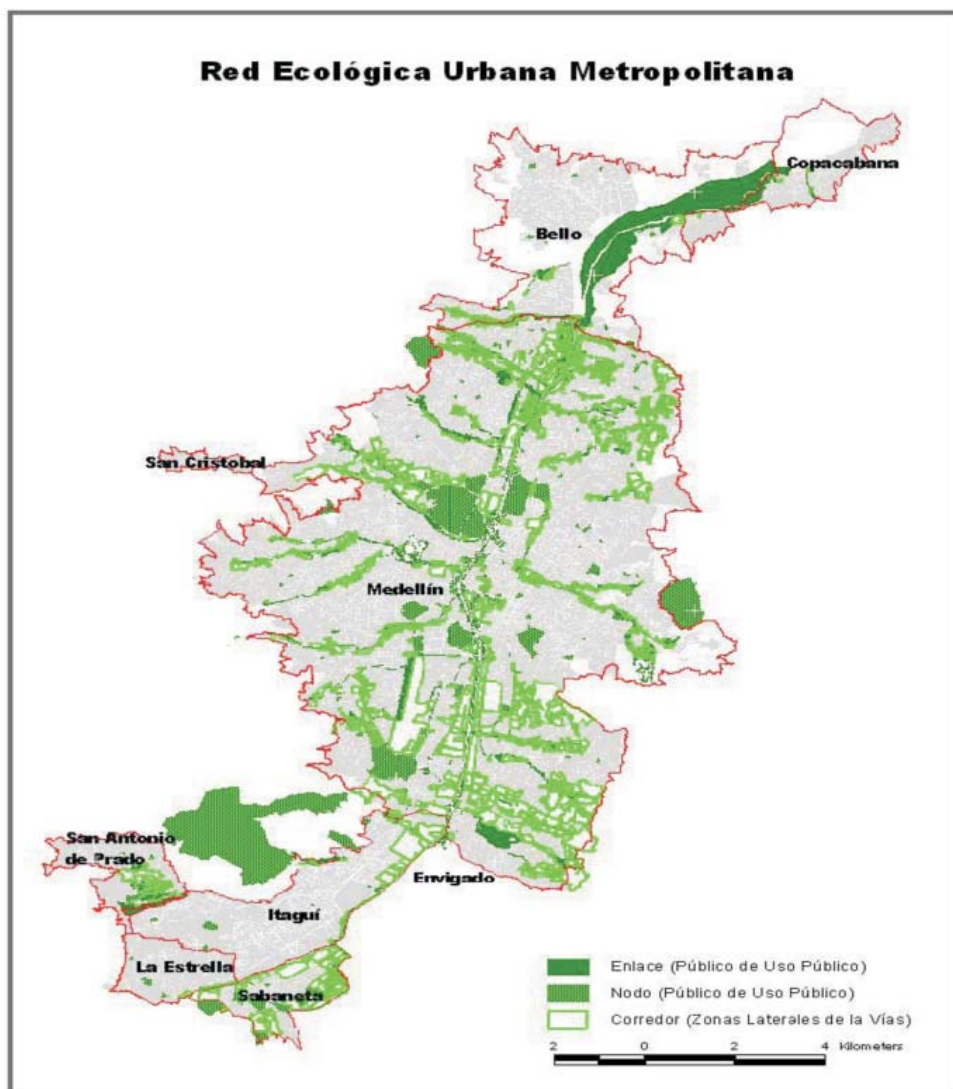 Red Ecológica Urbana Metropolitana
Copacabana
Bello
San Cristobal
Medellín
San Antonio
de Prado
Envigado
Itaguí
La Estrella
Sabaneta
Enlace (Público de Uso Público)
Nodo (Público de Uso Público)
Corredor (Zonas Laterales de la Vías)
2 0 2 4 Kilometers